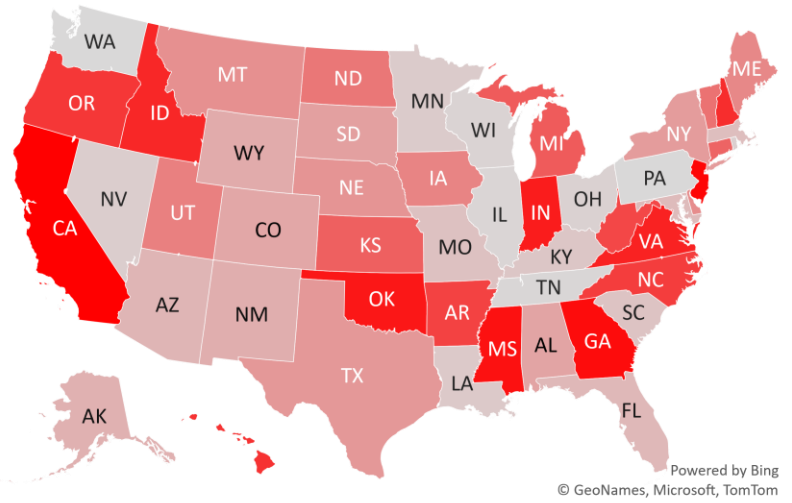 WA
MT
ND
ME
MN
OR
ID
SD
WI
MI
NY
WY
NE
IA
PA
NV
UT
CO
IL
IN
OH
CA
KS
MO
KY
VA
AZ
NM
OK
AR
TN
NC
SC
MS
AL
GA
TX
LA
FL
AK
Powered by Bing
© GeoNames, Microsoft, TomTom